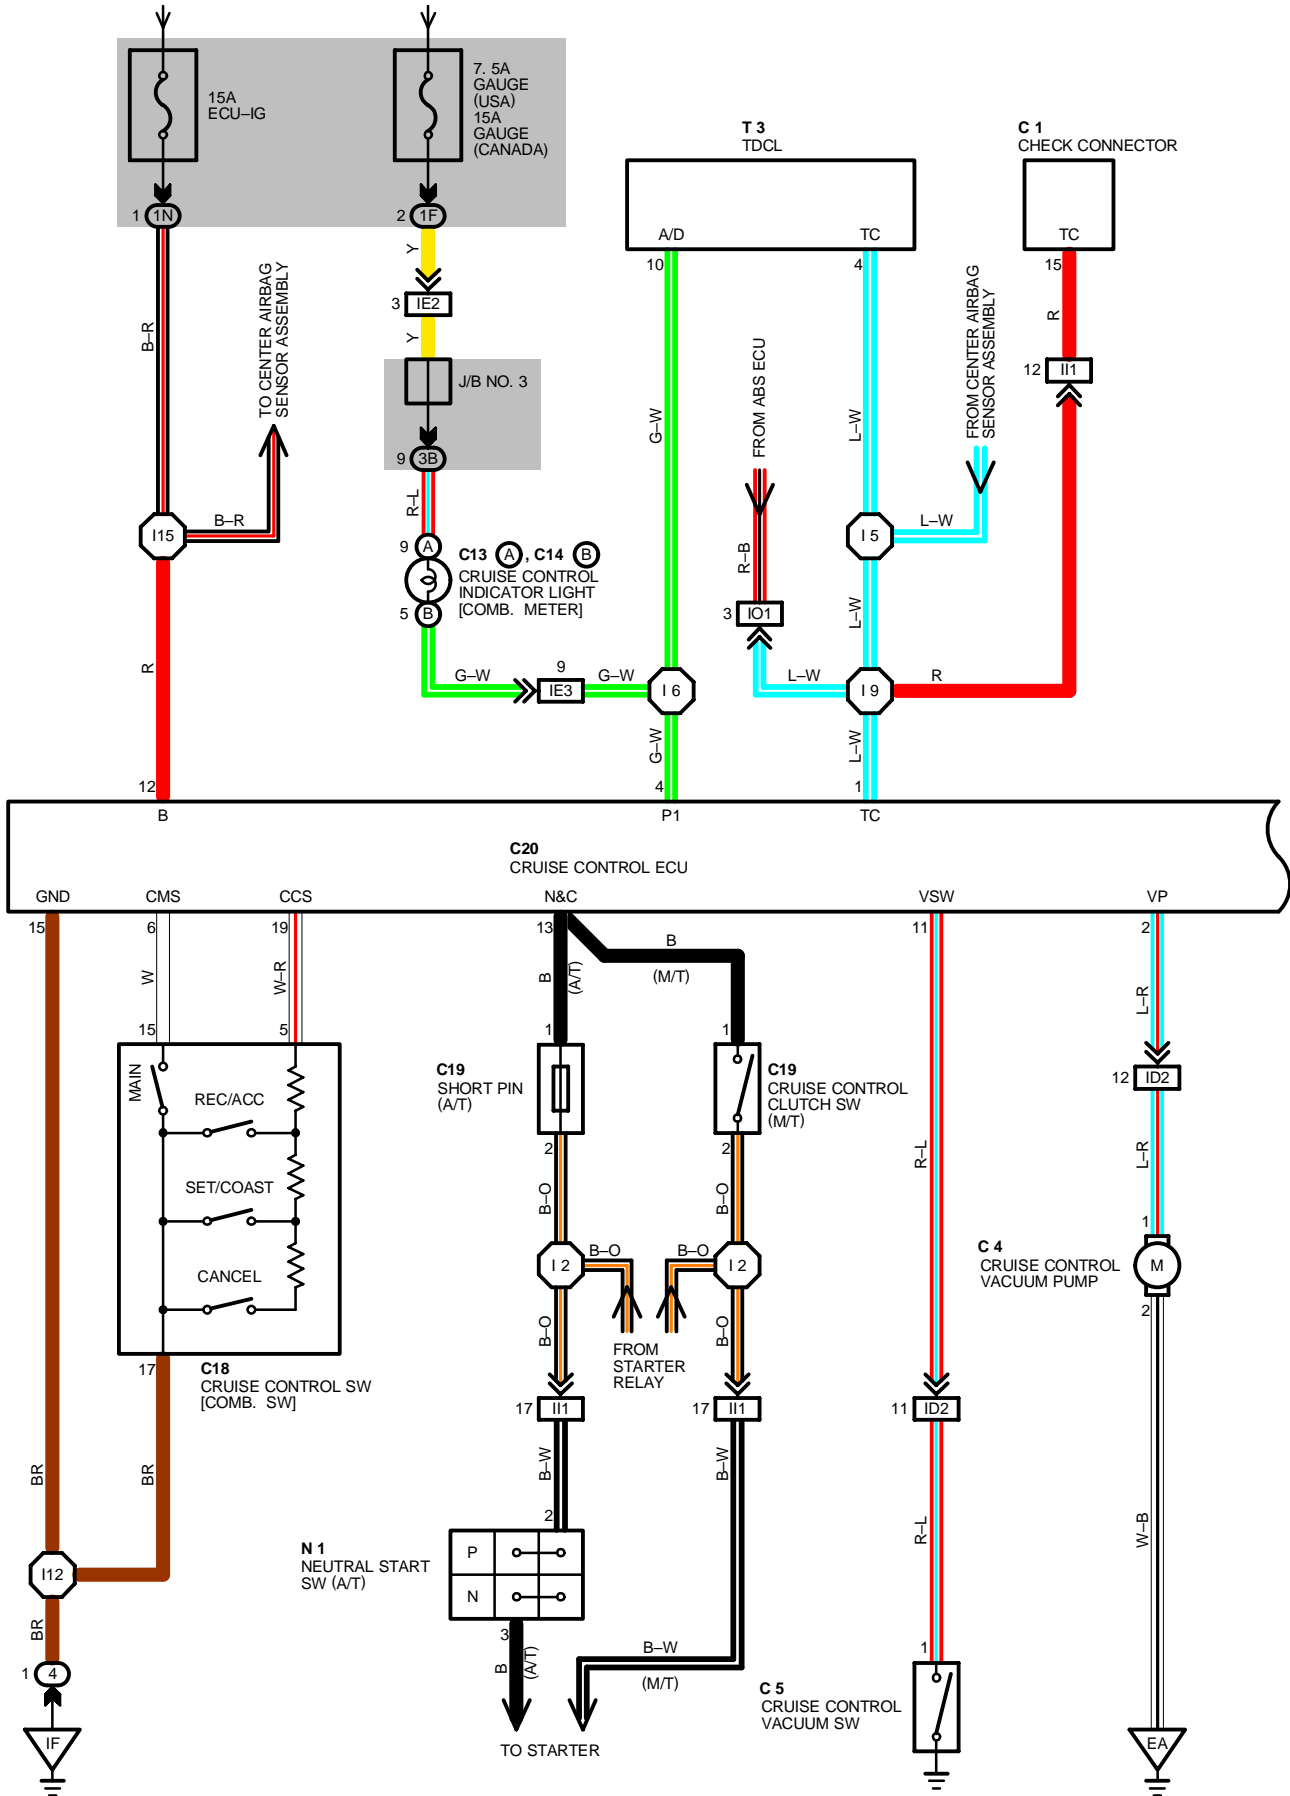 15A
ECU–IG
7. 5A
GAUGE
(USA)
15A
GAUGE
(CANADA)
1 1N
2 1F
T 3
TDCL
C 1
CHECK CONNECTOR
A/D
TC
TC
10
4
15
Y
3 IE2
Y
J/B NO. 3
9 3B
R–L
B–R
TO CENTER AIRBAG
SENSOR ASSEMBLY
B–R
I15
R
9 A
C13 A , C14 B
CRUISE CONTROL
INDICATOR LIGHT
[COMB. METER]
5 B
G–W
9
IE3
G–W
G–W
I 6
G–W
FROM ABS ECU
R–B
3 IO1
L–W
L–W
I 5
L–W
FROM CENTER AIRBAG
SENSOR ASSEMBLY
L–W
I 9
R
L–W
R
12 II1
12
4
1
B
P1
TC
C20
CRUISE CONTROL ECU
GND
CMS
CCS
N&C
VSW
VP
15
6
19
13
11
2
W
W–R
B
(A/T)
B
(M/T)
L–R
15
5
1
1
MAIN
REC/ACC
SET/COAST
CANCEL
17
C18
CRUISE CONTROL SW
[COMB. SW]
C19
SHORT PIN
(A/T)
C19
CRUISE CONTROL
CLUTCH SW
(M/T)
2
2
12 ID2
R–L
L–R
B–O
B–O
I 2
B–O
B–O
I 2
B–O
B–O
FROM
STARTER
RELAY
1
C 4
CRUISE CONTROL
VACUUM PUMP
M
2
17 II1
17 II1
11 ID2
BR
BR
B–W
B–W
R–L
W–B
2
N 1
NEUTRAL START
SW (A/T)
P
N
3
B
(A/T)
B–W
(M/T)
TO STARTER
I12
BR
1 4
IF
1
C 5
CRUISE CONTROL
VACUUM SW
EA